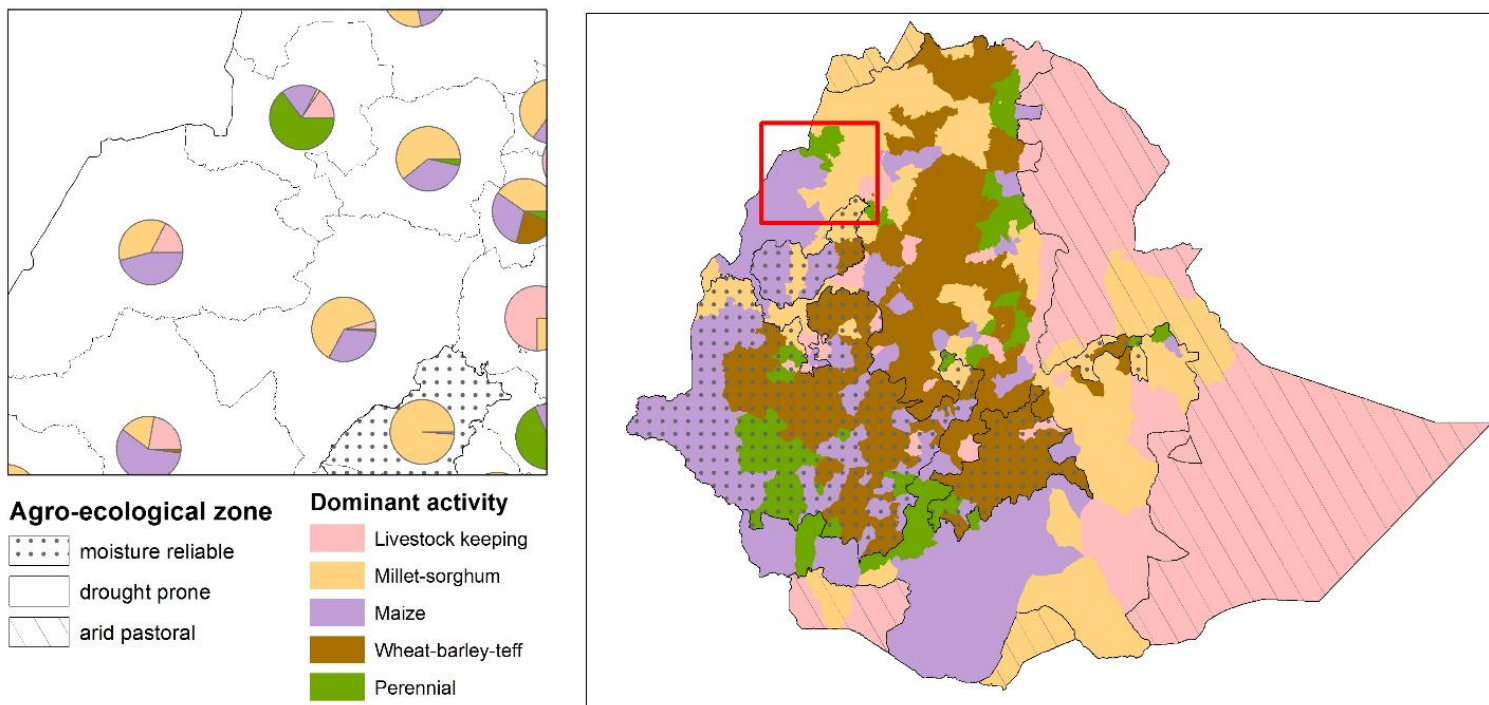 Agro-ecological zone
moisture reliable
drought prone
arid pastoral
Dominant activity
Livestock keeping
Millet-sorghum
Maize
Wheat-barley-teff
Perennial